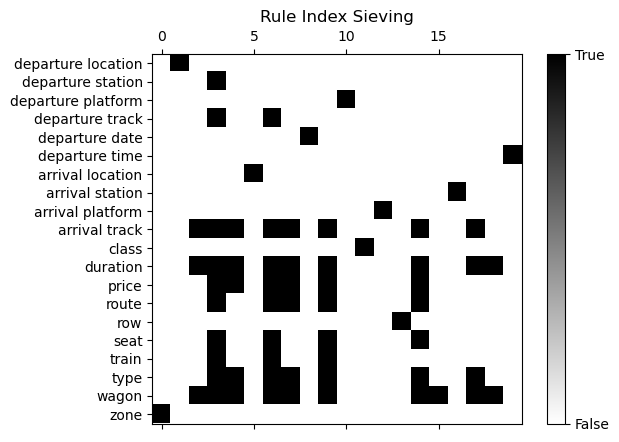 Rule Index Sieving
0 5 10 15
departure location
departure station
departure platform
departure track
departure date
departure time
arrival location
arrival station
arrival platform
arrival track
class
duration
price
route
row
seat
train
type
wagon
zone
True
False